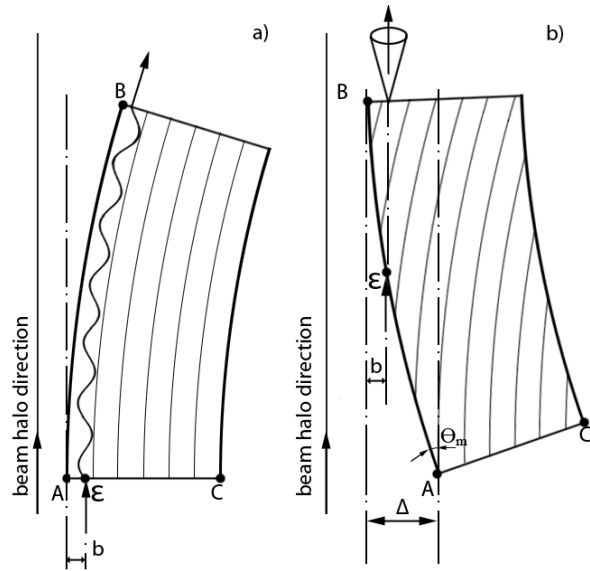 a)
B
beam halo direction
A
ε
C
b
b)
B
beam halo direction
ε
b
Θm
A
C
Δ